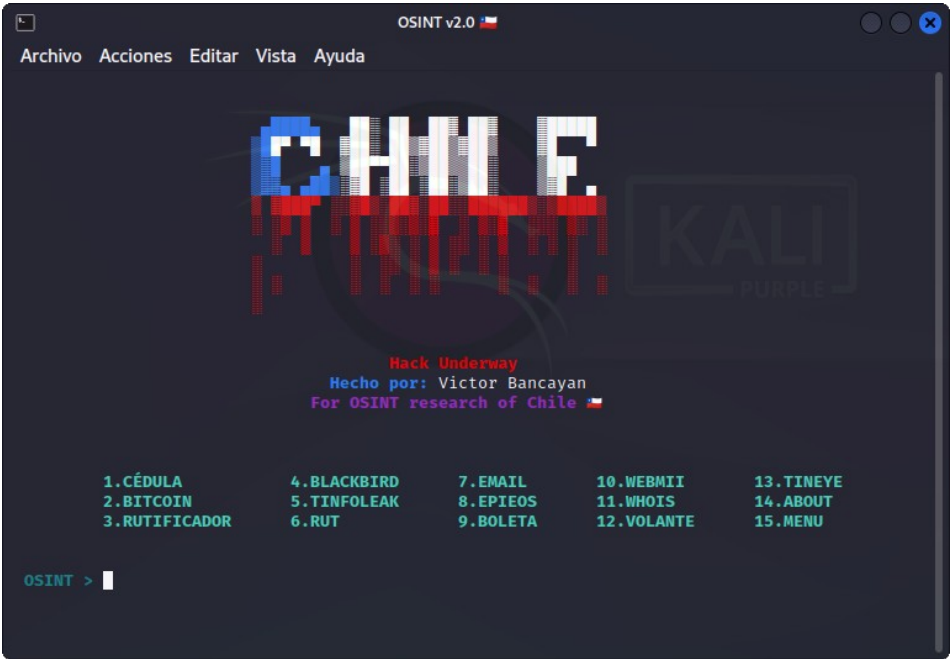 OSINT v2.0 🇨🇱
Archivo Acciones Editar Vista Ayuda
CHILE
KALI
PURPLE
Hack Underway
Hecho por: Victor Bancayan
For OSINT research of Chile 🇨🇱
1.CÉDULA 4.BLACKBIRD 7.EMAIL 10.WEBMII 13.TINEYE
2.BITCOIN 5.TINFOLEAK 8.EPIEOS 11.WHOIS 14.ABOUT
3.RUTIFICADOR 6.RUT 9.BOLETA 12.VOLANTE 15.MENU
OSINT >